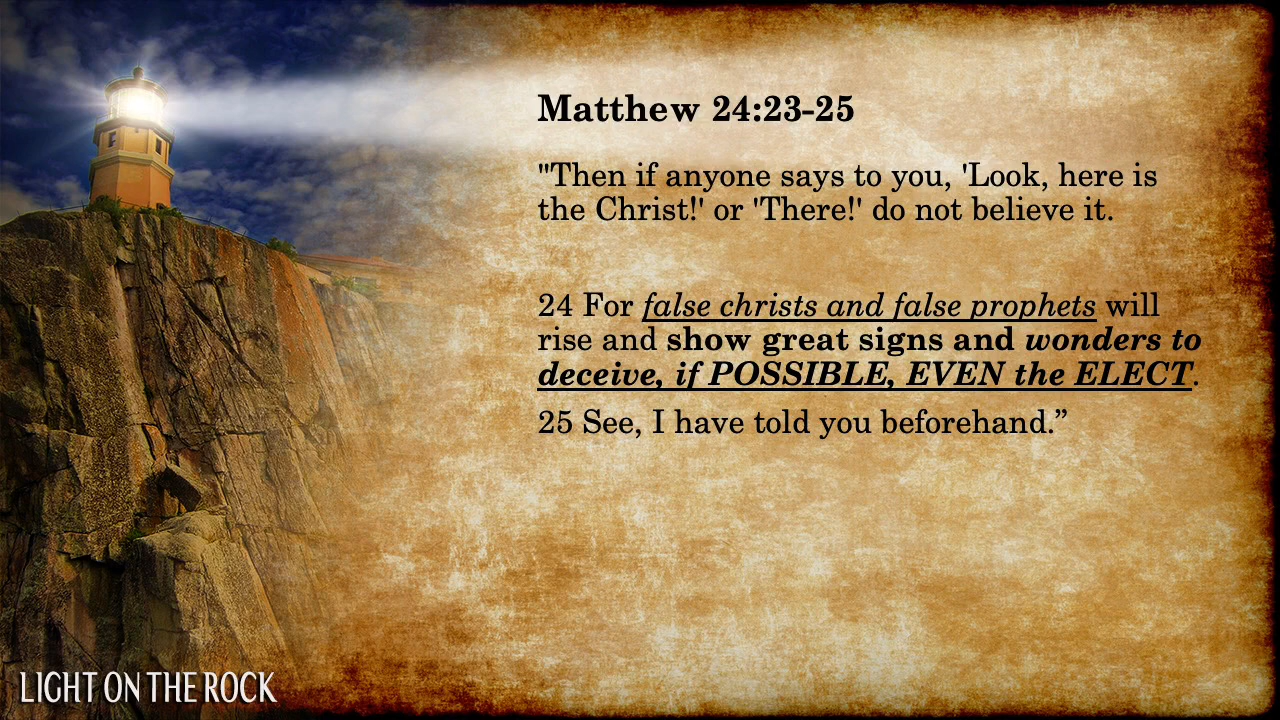 Matthew 24:23-25
"Then if anyone says to you, 'Look, here is
the Christ!' or 'There!' do not believe it.
24 For false christs and false prophets will
rise and show great signs and wonders to
deceive, if POSSIBLE, EVEN the ELECT.
25 See, I have told you beforehand.”
LIGHT ON THE ROCK